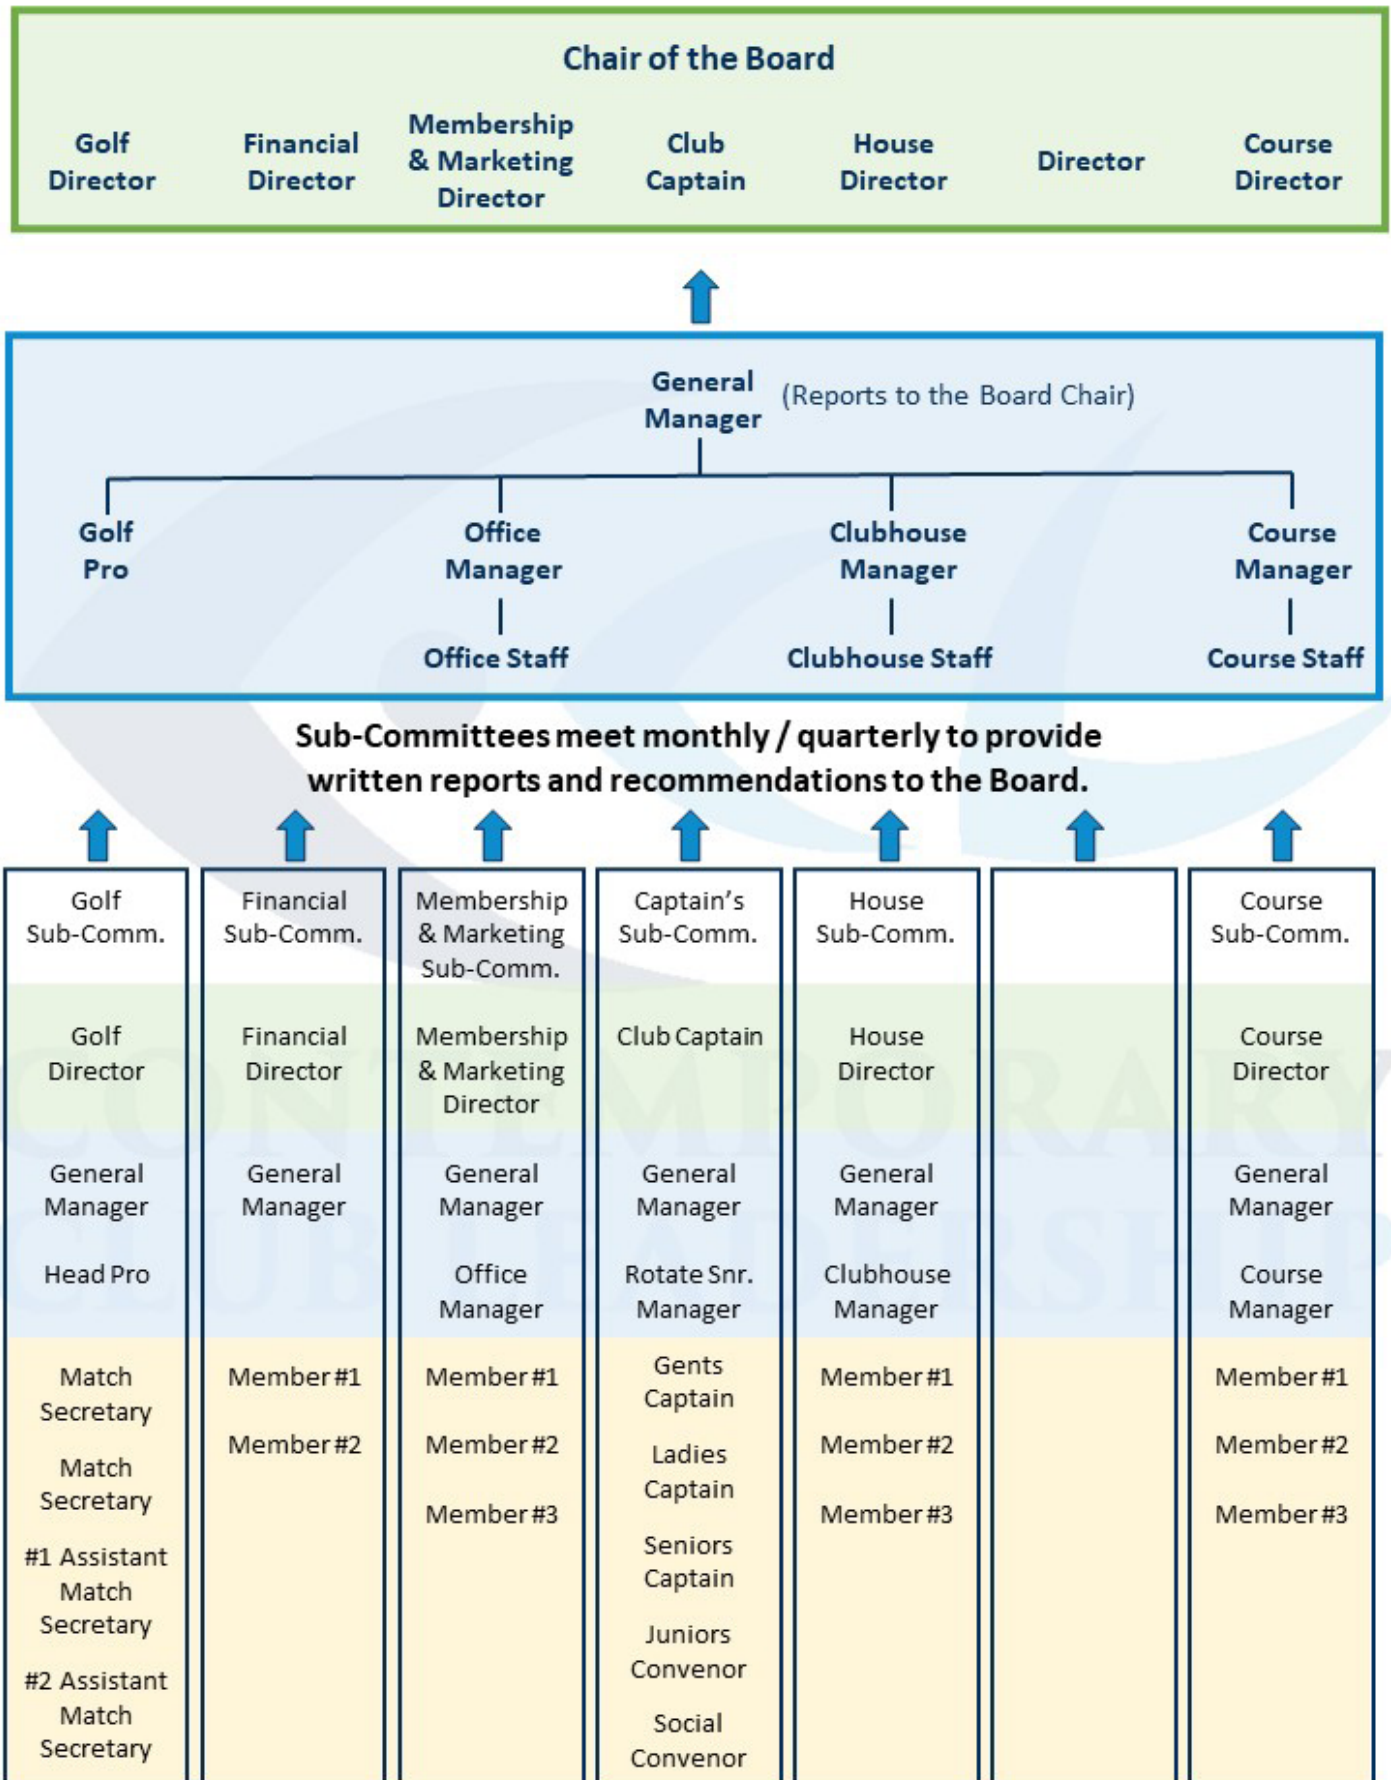 Chair of the Board
Golf
Director
Financial
Director
Membership
& Marketing
Director
Club
Captain
House
Director
Director
Course
Director
General
Manager
(Reports to the Board Chair)
Golf
Pro
Office
Manager
Office Staff
Clubhouse
Manager
Clubhouse Staff
Course
Manager
Course Staff
Sub-Committees meet monthly / quarterly to provide
written reports and recommendations to the Board.
Golf
Sub-Comm.
Golf
Director
General
Manager
Head Pro
Match
Secretary
Match
Secretary
#1 Assistant
Match
Secretary
#2 Assistant
Match
Secretary
Financial
Sub-Comm.
Financial
Director
General
Manager
Member #1
Member #2
Membership
& Marketing
Sub-Comm.
Membership
& Marketing
Director
General
Manager
Office
Manager
Member #1
Member #2
Member #3
Captain's
Sub-Comm.
Club Captain
General
Manager
Rotate Snr.
Manager
Gents
Captain
Ladies
Captain
Seniors
Captain
Juniors
Convenor
Social
Convenor
House
Sub-Comm.
House
Director
General
Manager
Clubhouse
Manager
Member #1
Member #2
Member #3
Course
Sub-Comm.
Course
Director
General
Manager
Course
Manager
Member #1
Member #2
Member #3
CONTEMPORARY
CLUB LEADERSHIP